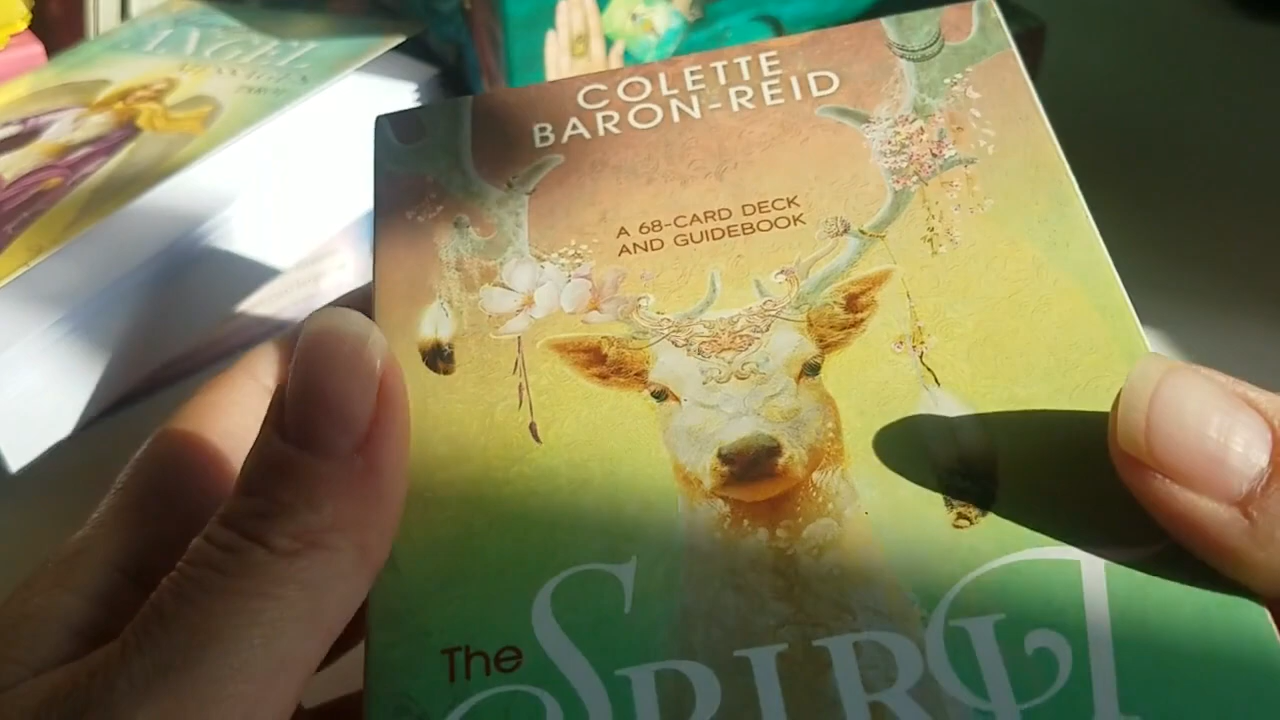 ANGEL
COLETTE
BARON-REID
A 68-CARD DECK
AND GUIDEBOOK
The SPIRIT